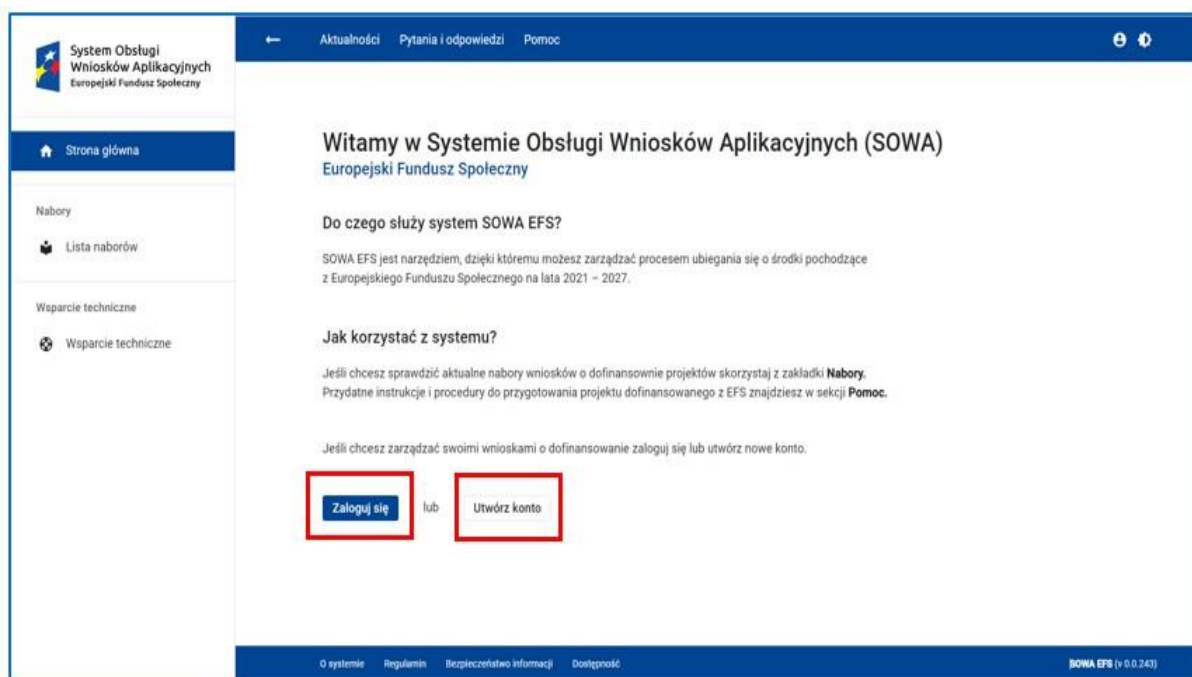 System Obsługi
Wniosków Aplikacyjnych
Europejski Fundusz Społeczny
Aktualności Pytania i odpowiedzi Pomoc
Strona główna
Nabory
Lista naborów
Wsparcie techniczne
Wsparcie techniczne
Witamy w Systemie Obsługi Wniosków Aplikacyjnych (SOWA)
Europejski Fundusz Społeczny
Do czego służy system SOWA EFS?
SOWA EFS jest narzędziem, dzięki któremu możesz zarządzać procesem ubiegania się o środki pochodzące
z Europejskiego Funduszu Społecznego na lata 2021 – 2027.
Jak korzystać z systemu?
Jeśli chcesz sprawdzić aktualne nabory wniosków o dofinansownie projektów skorzystaj z zakładki Nabory.
Przydatne instrukcje i procedury do przygotowania projektu dofinansowanego z EFS znajdziesz w sekcji Pomoc.
Jeśli chcesz zarządzać swoimi wnioskami o dofinansowanie zaloguj się lub utwórz nowe konto.
Zaloguj się lub Utwórz konto
O systemie Regulamin Bezpieczeństwo informacji Dostępność SOWA EFS (v 0.0.243)